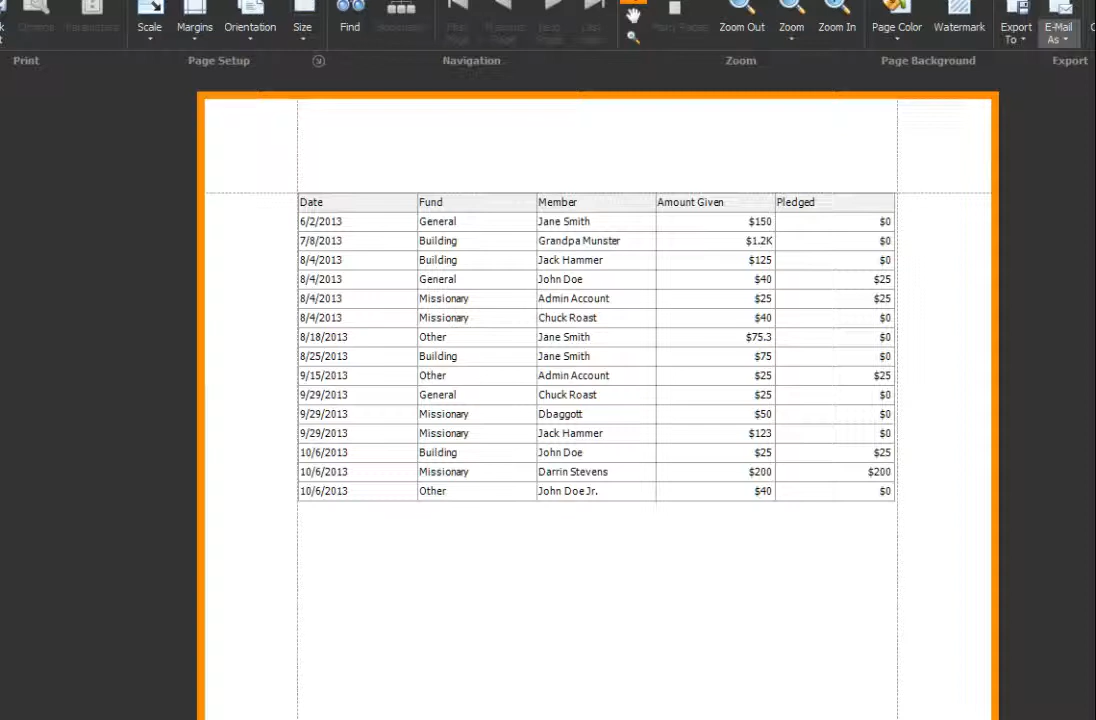 Scale Margins Orientation Size Find Zoom Out Zoom Zoom In Page Color Watermark Export To E-Mail As
Print Page Setup Navigation Zoom Page Background Export
Date Fund Member Amount Given Pledged
6/2/2013 General Jane Smith $150 $0
7/8/2013 Building Grandpa Munster $1.2K $0
8/4/2013 Building Jack Hammer $125 $0
8/4/2013 General John Doe $40 $25
8/4/2013 Missionary Admin Account $25 $25
8/4/2013 Missionary Chuck Roast $40 $0
8/18/2013 Other Jane Smith $75.3 $0
8/25/2013 Building Jane Smith $75 $0
9/15/2013 Other Admin Account $25 $25
9/29/2013 General Chuck Roast $25 $0
9/29/2013 Missionary Dbaggott $50 $0
9/29/2013 Missionary Jack Hammer $123 $0
10/6/2013 Building John Doe $25 $25
10/6/2013 Missionary Darrin Stevens $200 $200
10/6/2013 Other John Doe Jr. $40 $0